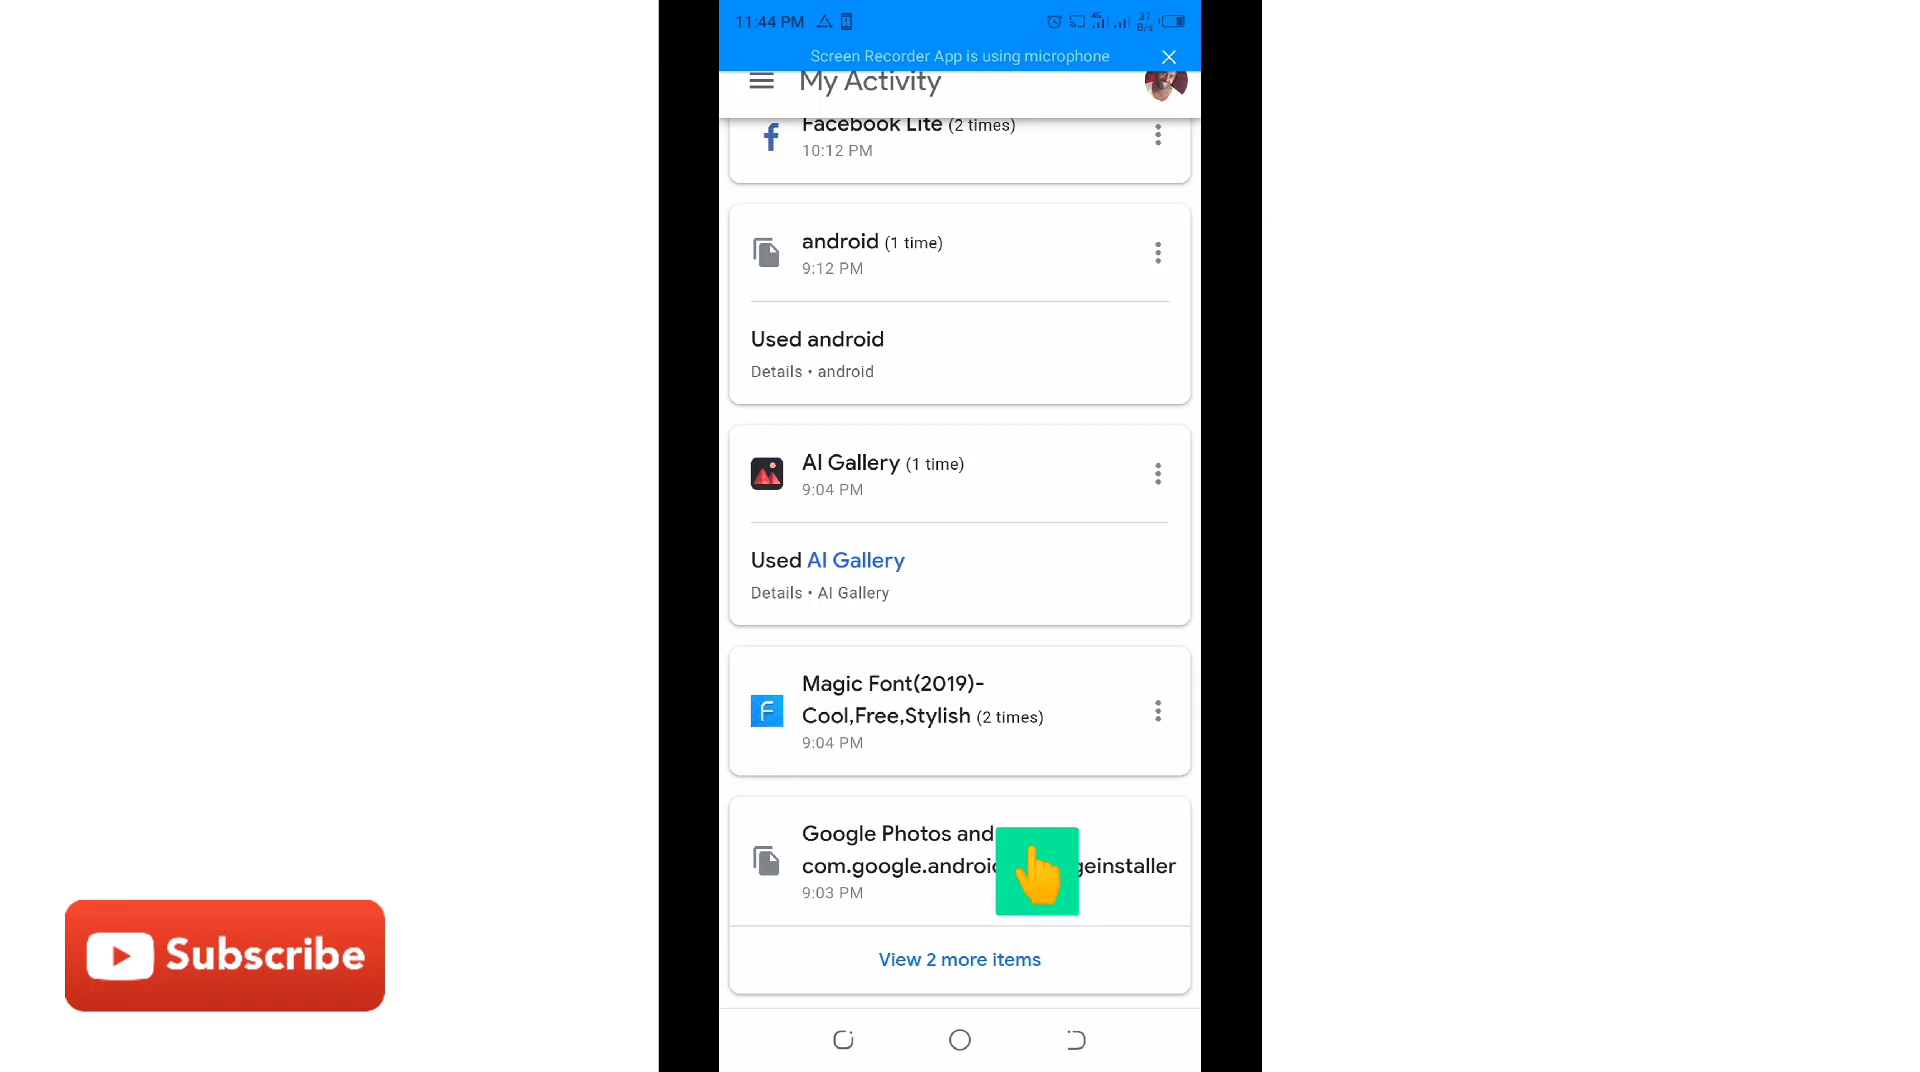 11:44 PM
4G
37
B/s
Screen Recorder App is using microphone
My Activity
Facebook Lite (2 times)
10:12 PM
android (1 time)
9:12 PM
Used android
Details • android
AI Gallery (1 time)
9:04 PM
Used AI Gallery
Details • AI Gallery
Magic Font(2019)-
Cool,Free,Stylish (2 times)
9:04 PM
Google Photos and
com.google.androi geinstaller
9:03 PM
View 2 more items
Subscribe